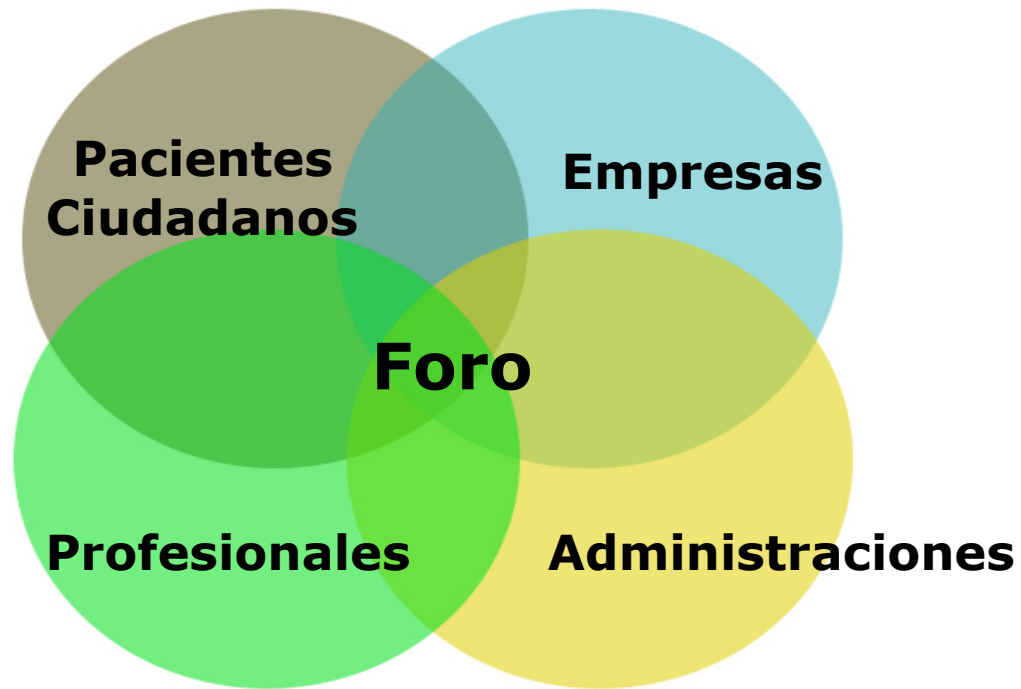 Pacientes
Ciudadanos
Empresas
Foro
Profesionales
Administraciones